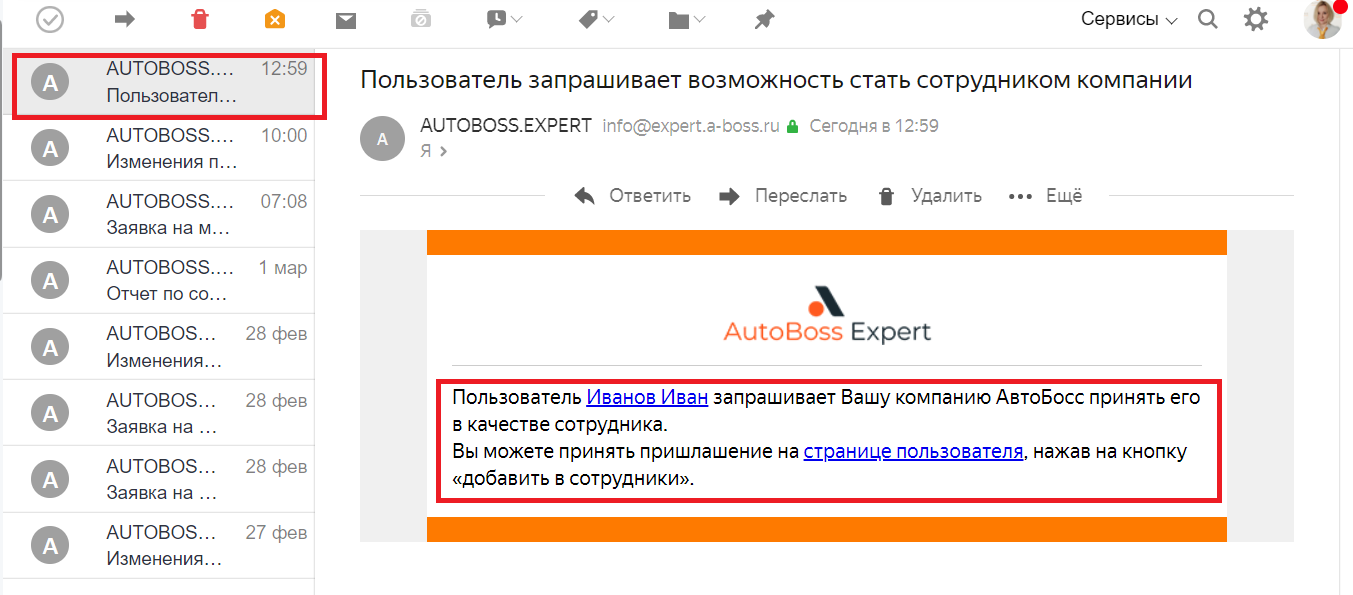 Сервисы
A
AUTOBOSS....
12:59
Пользовател...
A
AUTOBOSS....
10:00
Изменения п...
A
AUTOBOSS....
07:08
Заявка на м...
A
AUTOBOSS....
1 мар
Отчет по со...
A
AUTOBOS...
28 фев
Изменения...
A
AUTOBOS...
28 фев
Заявка на ...
A
AUTOBOS...
28 фев
Заявка на ...
A
AUTOBOS...
27 фев
Изменения...
Пользователь запрашивает возможность стать сотрудником компании
A
AUTOBOSS.EXPERT info@expert.a-boss.ru Сегодня в 12:59
Я >
Ответить Переслать Удалить Ещё
AutoBoss Expert
Пользователь Иванов Иван запрашивает Вашу компанию АвтоБосс принять его
в качестве сотрудника.
Вы можете принять пришлашение на странице пользователя, нажав на кнопку
«добавить в сотрудники».